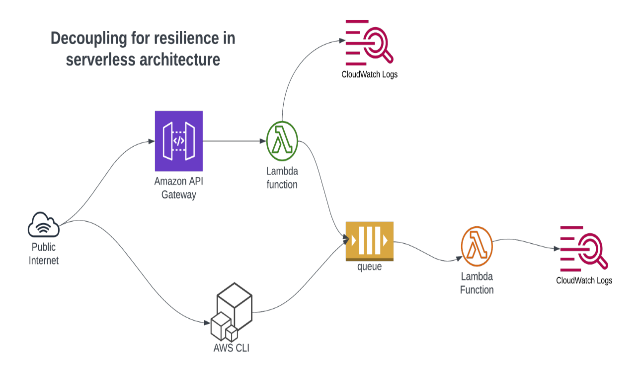 Decoupling for resilience in
serverless architecture
CloudWatch Logs
Amazon API
Gateway
Lambda
function
Public
Internet
queue
Lambda
Function
CloudWatch Logs
AWS CLI